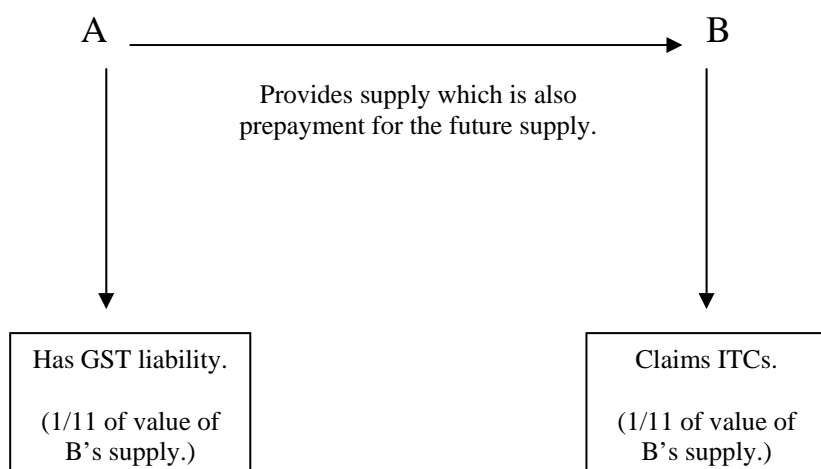 A
B
Provides supply which is also
prepayment for the future supply.
Has GST liability.
(1/11 of value of
B's supply.)
Claims ITCs.
(1/11 of value of
B's supply.)